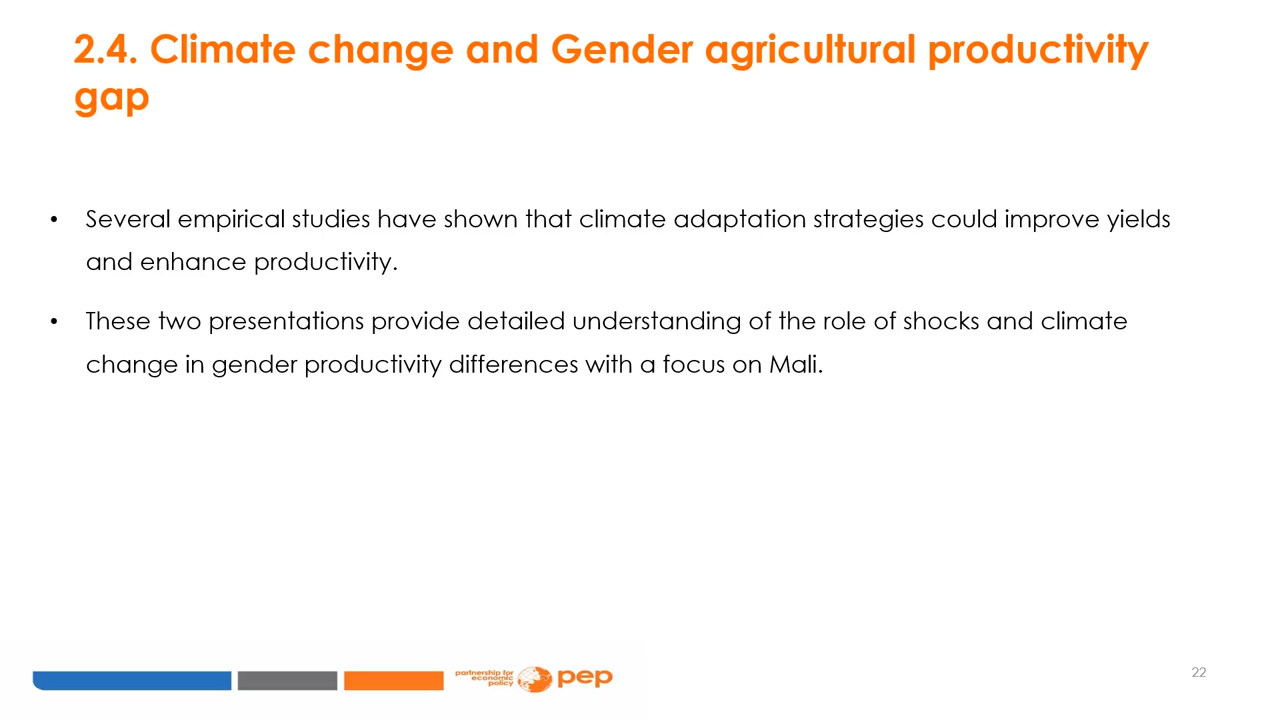 2.4. Climate change and Gender agricultural productivity
gap
• Several empirical studies have shown that climate adaptation strategies could improve yields
and enhance productivity.
• These two presentations provide detailed understanding of the role of shocks and climate
change in gender productivity differences with a focus on Mali.
partnership for
economic
policy
pep
22